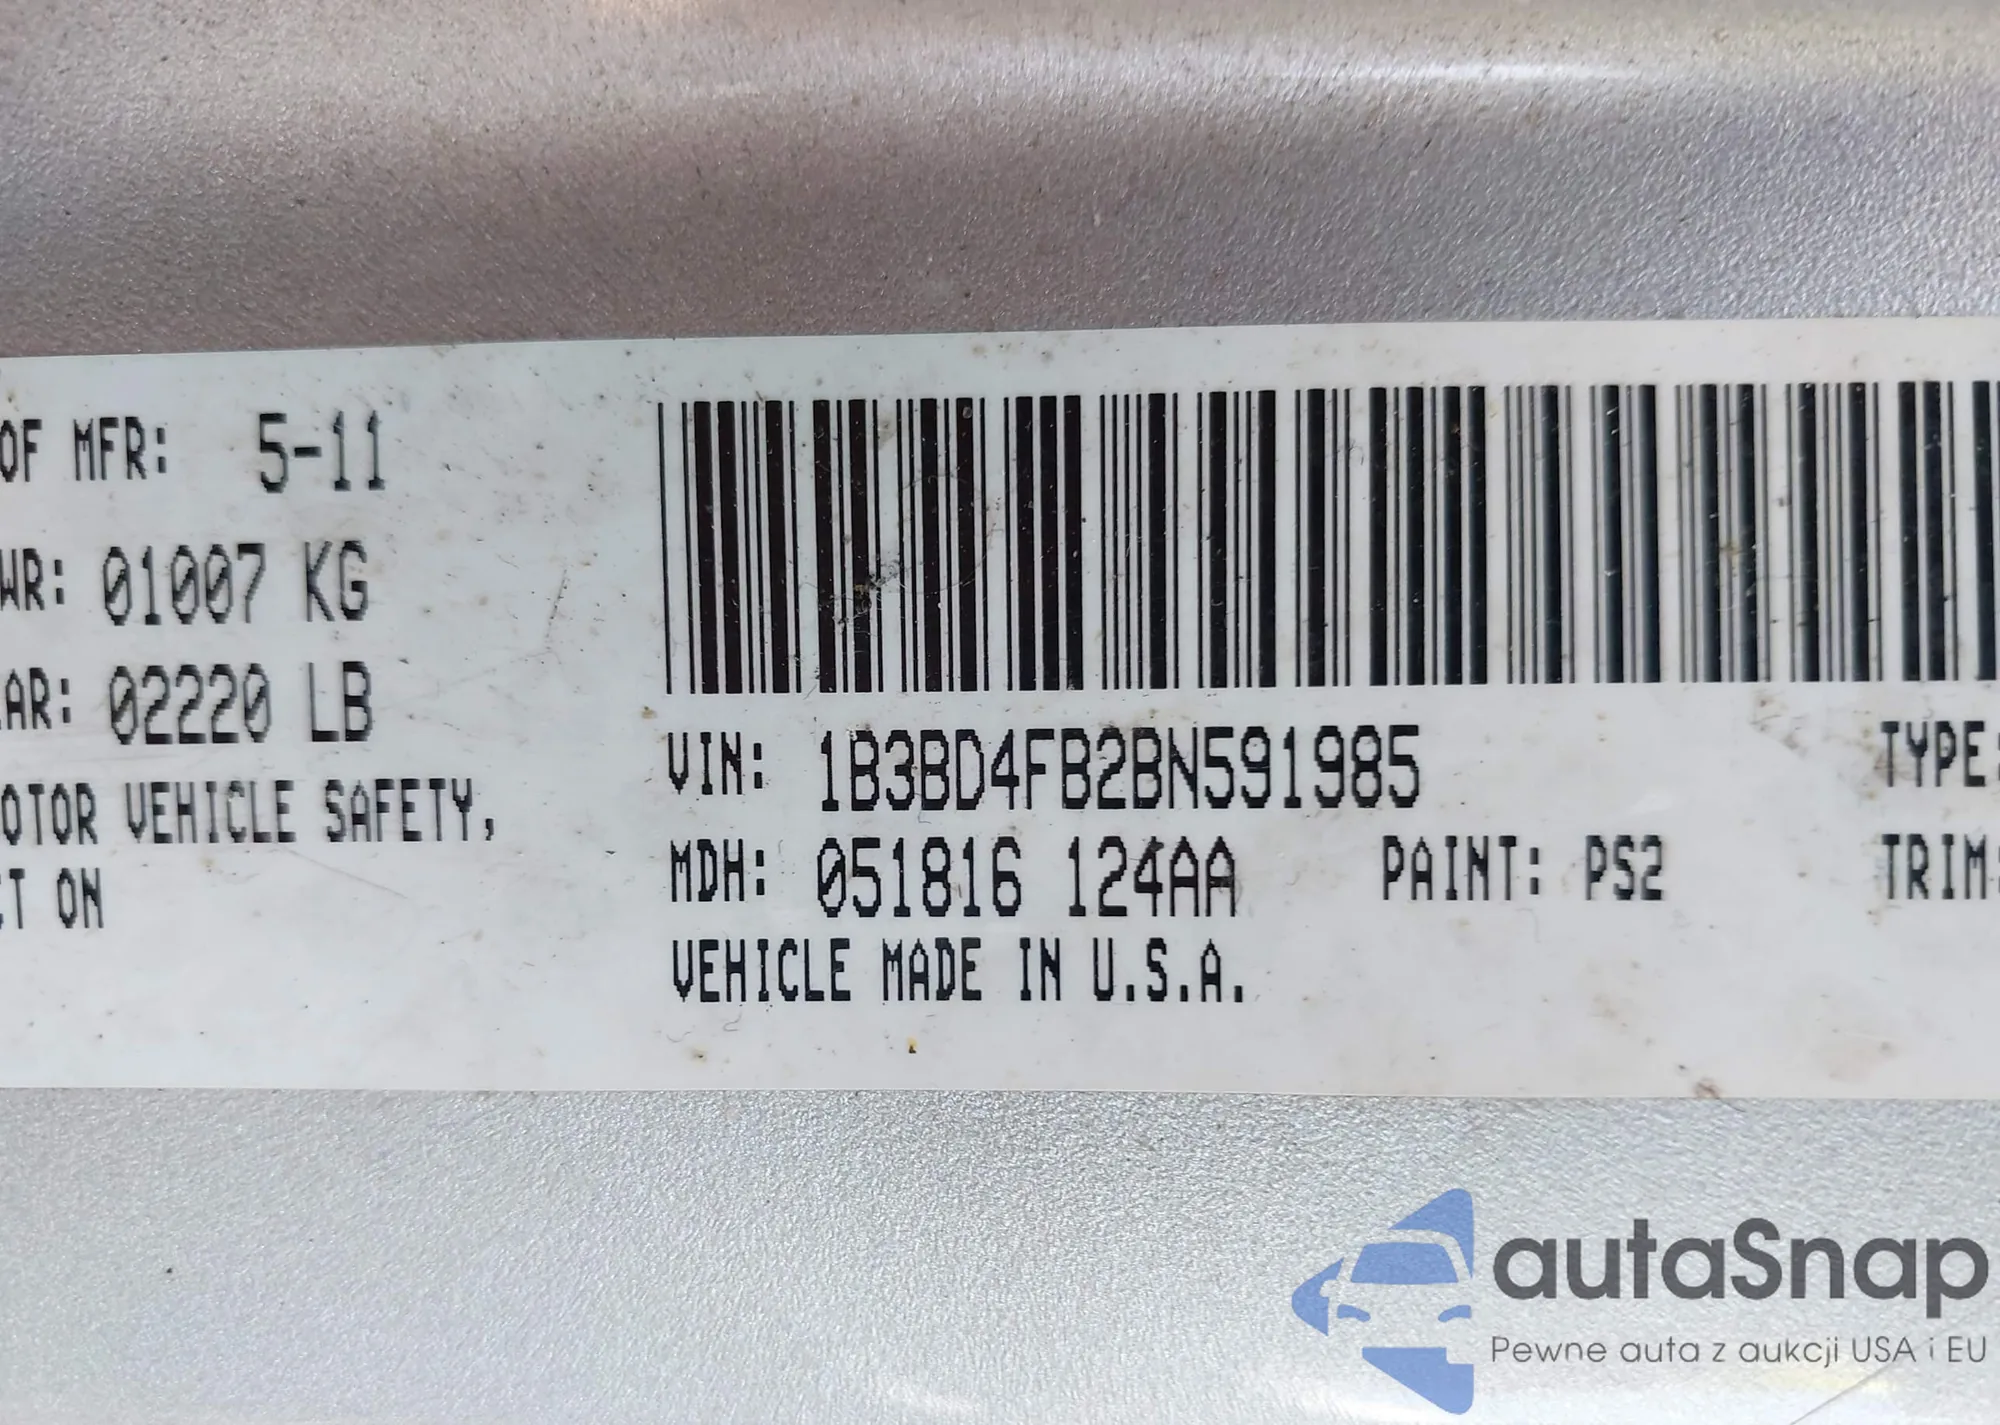 OF MFR: 5-11
WR: 01007 KG
AR: 02220 LB
OTOR VEHICLE SAFETY,
CT ON
VIN: 1B3BD4FB2BN591985
TYPE:
MDH: 051816 124AA PAINT: PS2
TRIM:
VEHICLE MADE IN U.S.A.
autaSnap
Pewne auta z aukcji USA i EU